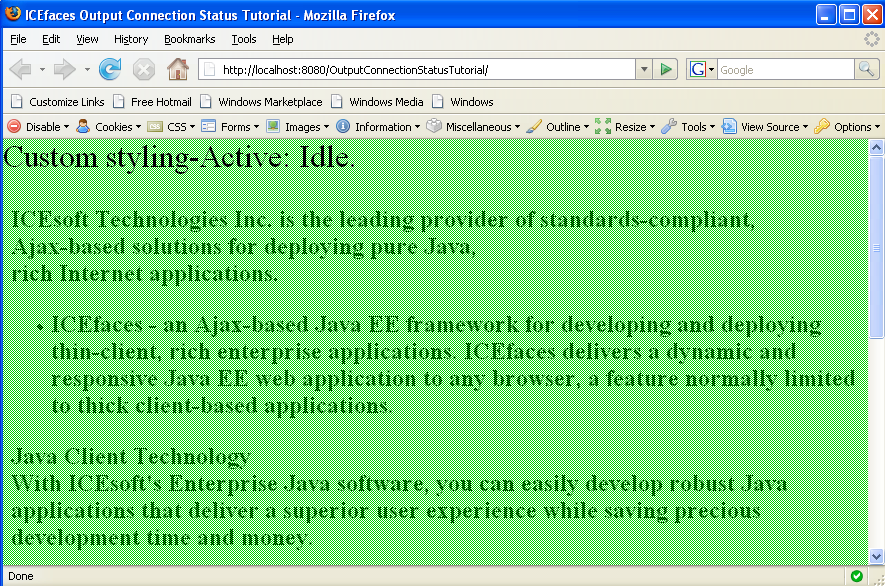 ICEfaces Output Connection Status Tutorial - Mozilla Firefox
File Edit View History Bookmarks Tools Help
http://localhost:8080/OutputConnectionStatusTutorial/ G Google
Customize Links Free Hotmail Windows Marketplace Windows Media Windows
Disable Cookies CSS Forms Images Information Miscellaneous Outline Resize Tools View Source Options
Custom styling-Active: Idle.
ICEsoft Technologies Inc. is the leading provider of standards-compliant,
Ajax-based solutions for deploying pure Java,
rich Internet applications.
• ICEfaces - an Ajax-based Java EE framework for developing and deploying
thin-client, rich enterprise applications. ICEfaces delivers a dynamic and
responsive Java EE web application to any browser, a feature normally limited
to thick client-based applications.
Java Client Technology
With ICEsoft's Enterprise Java software, you can easily develop robust Java
applications that deliver a superior user experience while saving precious
development time and money.
Done